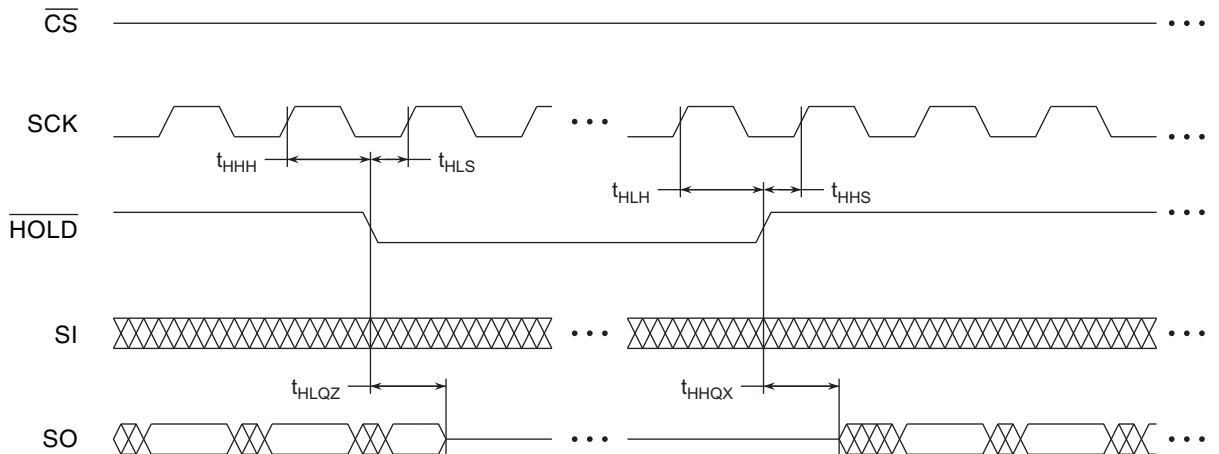 CS
SCK
tHHH
tHLS
tHLH
tHHS
HOLD
SI
tHLQZ
tHHQX
SO